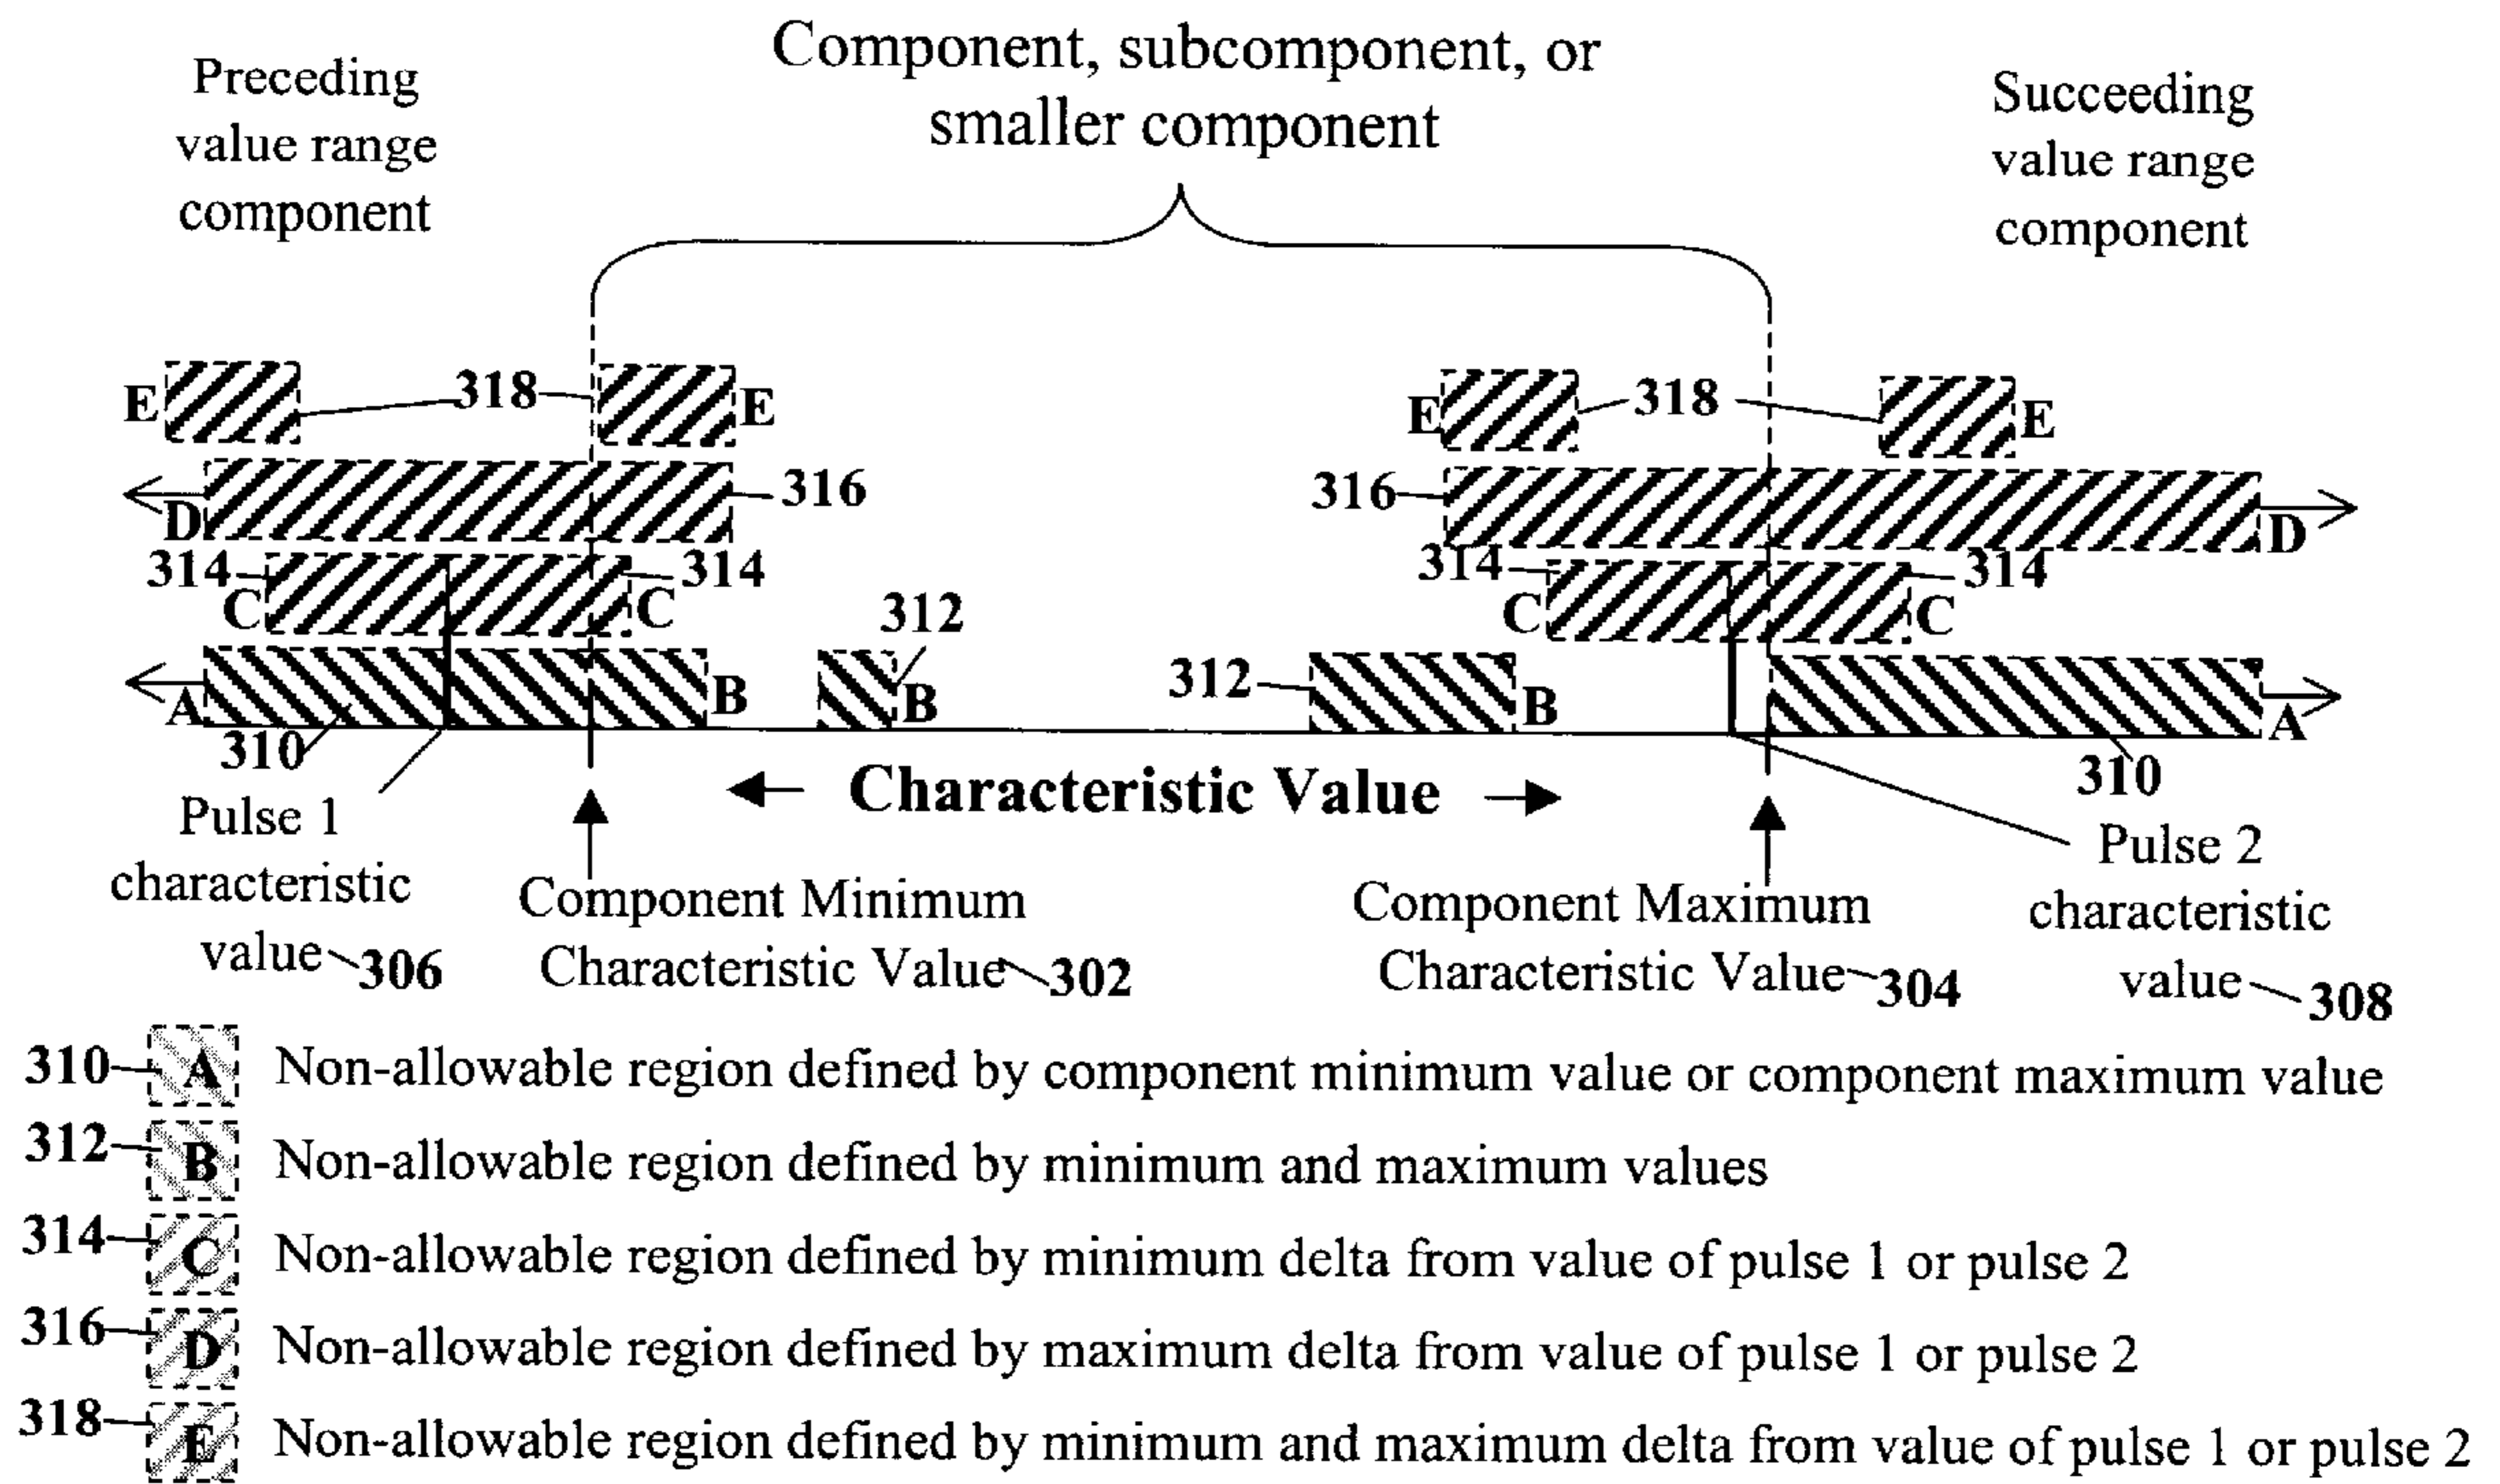 Component, subcomponent, or
smaller component
Preceding
value range
component
Succeeding
value range
component
E 318 E
E 318 E
D 316
316 D
314 C 314 C
314 C 314 C
A B 312 B
312 B A
310
310
← Characteristic Value →
Pulse 1
characteristic
value 306
Component Minimum
Characteristic Value 302
Component Maximum
Characteristic Value 304
Pulse 2
characteristic
value 308
310 A Non-allowable region defined by component minimum value or component maximum value
312 B Non-allowable region defined by minimum and maximum values
314 C Non-allowable region defined by minimum delta from value of pulse 1 or pulse 2
316 D Non-allowable region defined by maximum delta from value of pulse 1 or pulse 2
318 E Non-allowable region defined by minimum and maximum delta from value of pulse 1 or pulse 2